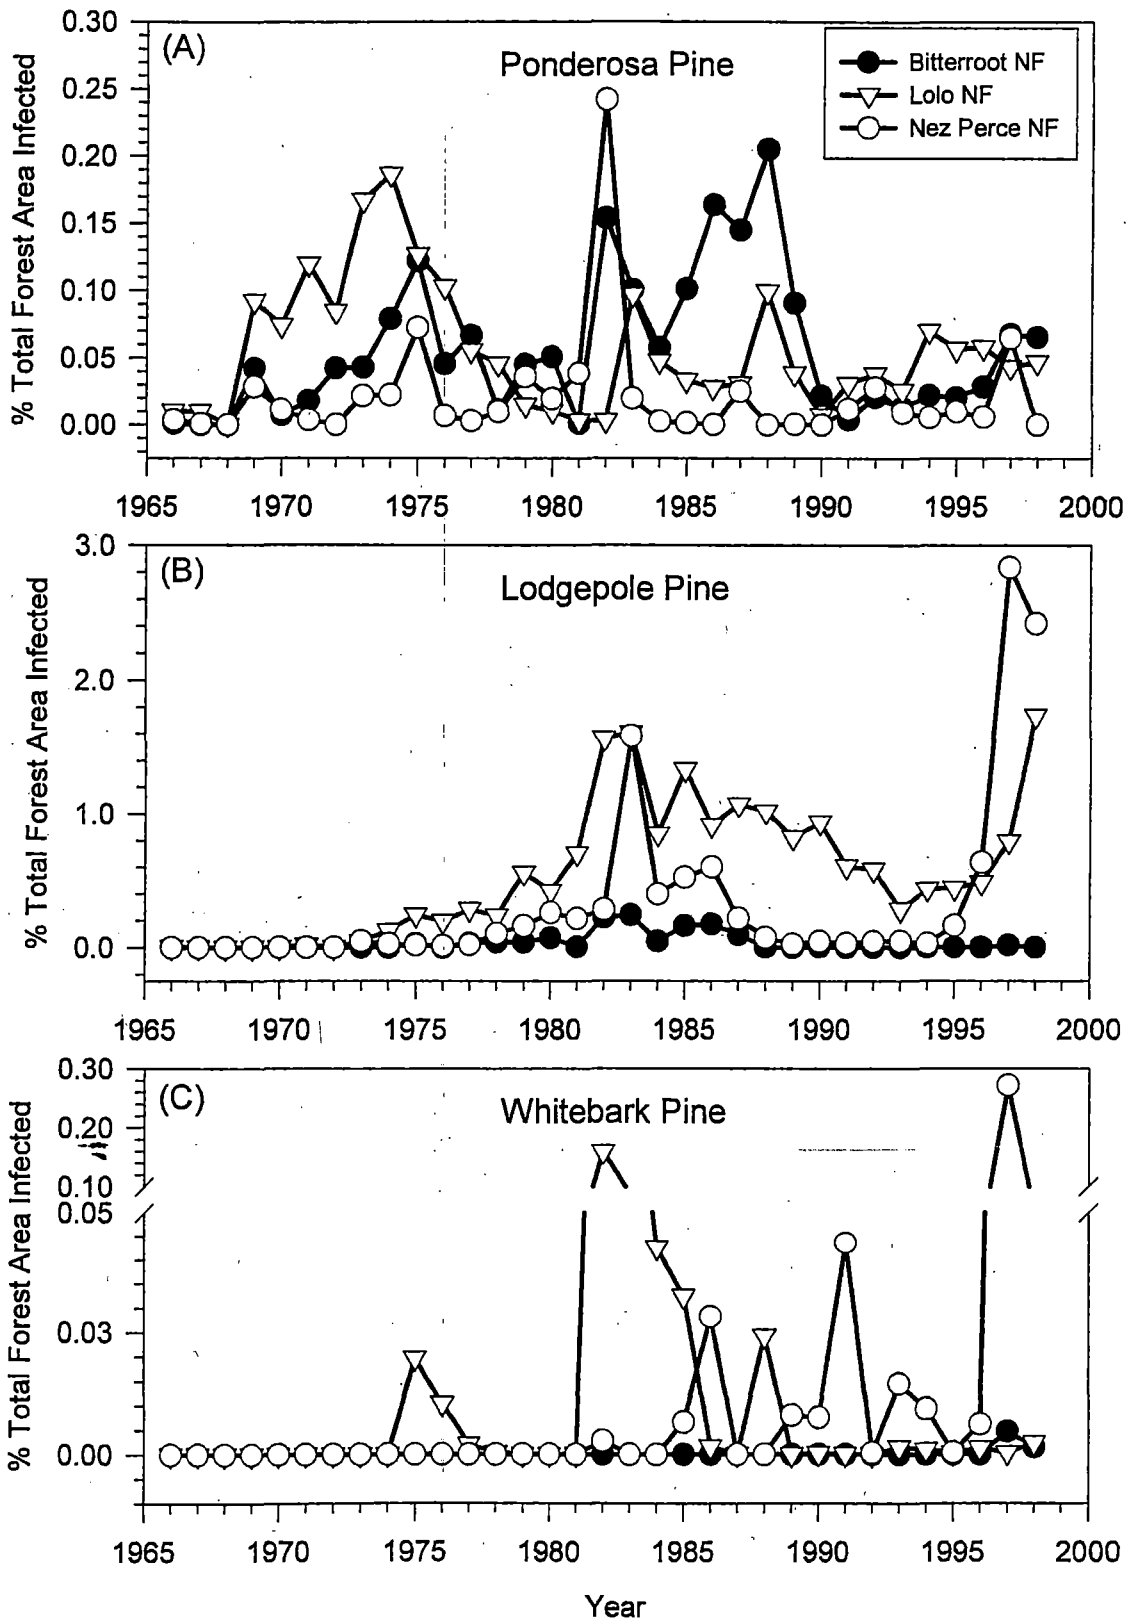 (A)
Ponderosa Pine
Bitterroot NF
Lolo NF
Nez Perce NF
% Total Forest Area Infected
0.30
0.25
0.20
0.15
0.10
0.05
0.00
1965 1970 1975 1980 1985 1990 1995 2000
(B)
Lodgepole Pine
% Total Forest Area Infected
3.0
2.0
1.0
0.0
1965 1970 1975 1980 1985 1990 1995 2000
(C)
Whitebark Pine
% Total Forest Area Infected
0.30
0.20
0.10
0.05
0.03
0.00
1965 1970 1975 1980 1985 1990 1995 2000
Year